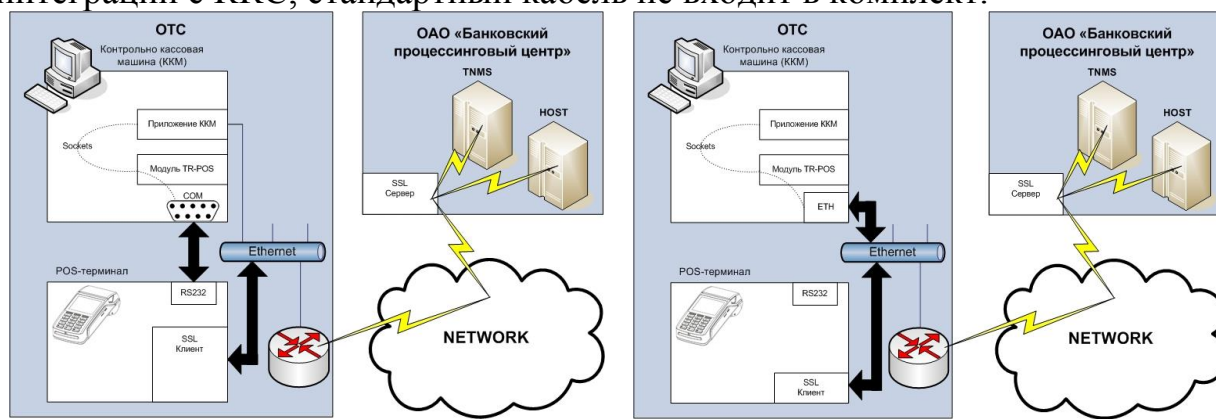 интеграции с ККС, стандартный кабель не входит в комплект.
ОТС
Контрольно кассовая
машина (ККМ)
Приложение ККМ
Sockets
Модуль TR-POS
COM
Ethernet
POS-терминал
RS232
SSL
Клиент
ОАО «Банковский
процессинговый центр»
TNMS
HOST
SSL
Сервер
NETWORK
ОТС
Контрольно кассовая
машина (ККМ)
Приложение ККМ
Sockets
Модуль TR-POS
ETH
Ethernet
POS-терминал
RS232
SSL
Клиент
ОАО «Банковский
процессинговый центр»
TNMS
HOST
SSL
Сервер
NETWORK